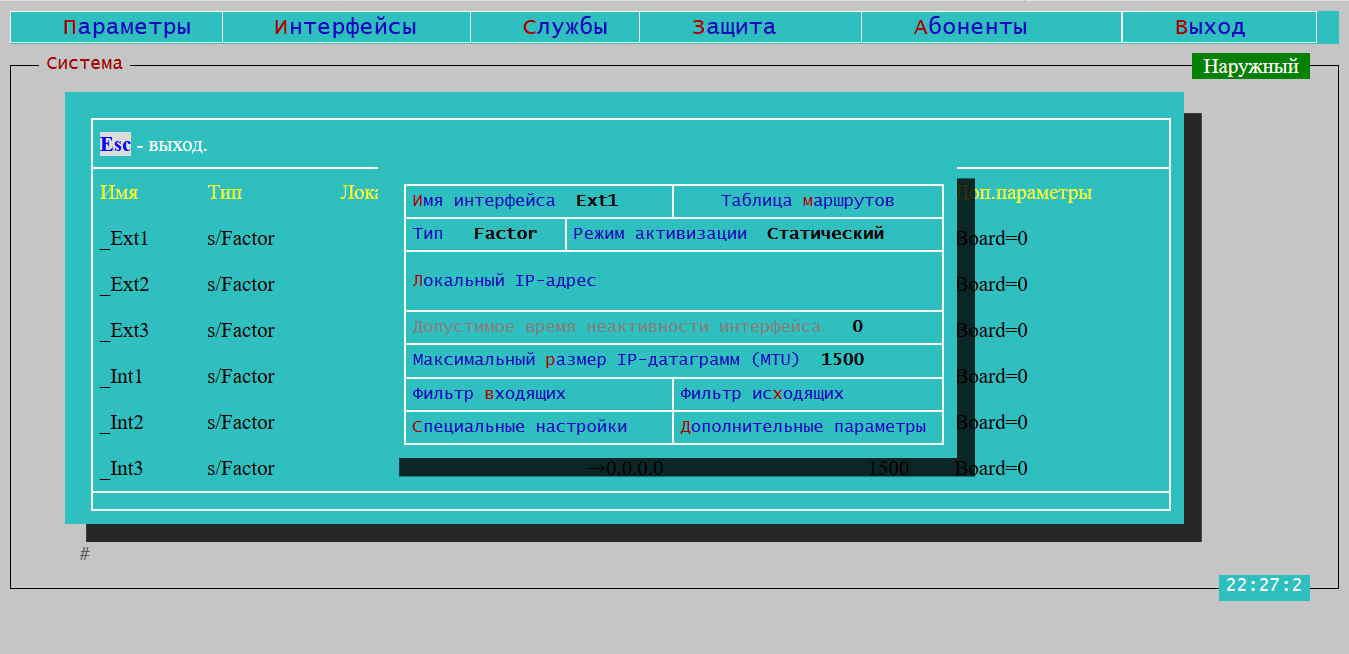 Параметры Интерфейсы Службы Защита Абоненты Выход
Система Наружный
Esc - выход.
Имя Тип Лока Доп.параметры
Имя интерфейса Ext1 Таблица маршрутов
_Ext1 s/Factor Board=0
Тип Factor Режим активизации Статический
_Ext2 s/Factor Board=0
Локальный IP-адрес
_Ext3 s/Factor Board=0
Допустимое время неактивности интерфейса 0
Максимальный размер IP-датаграмм (MTU) 1500
_Int1 s/Factor Board=0
Фильтр входящих Фильтр исходящих
_Int2 s/Factor Board=0
Специальные настройки Дополнительные параметры
_Int3 s/Factor →0.0.0.0 1500 Board=0
#
22:27:2